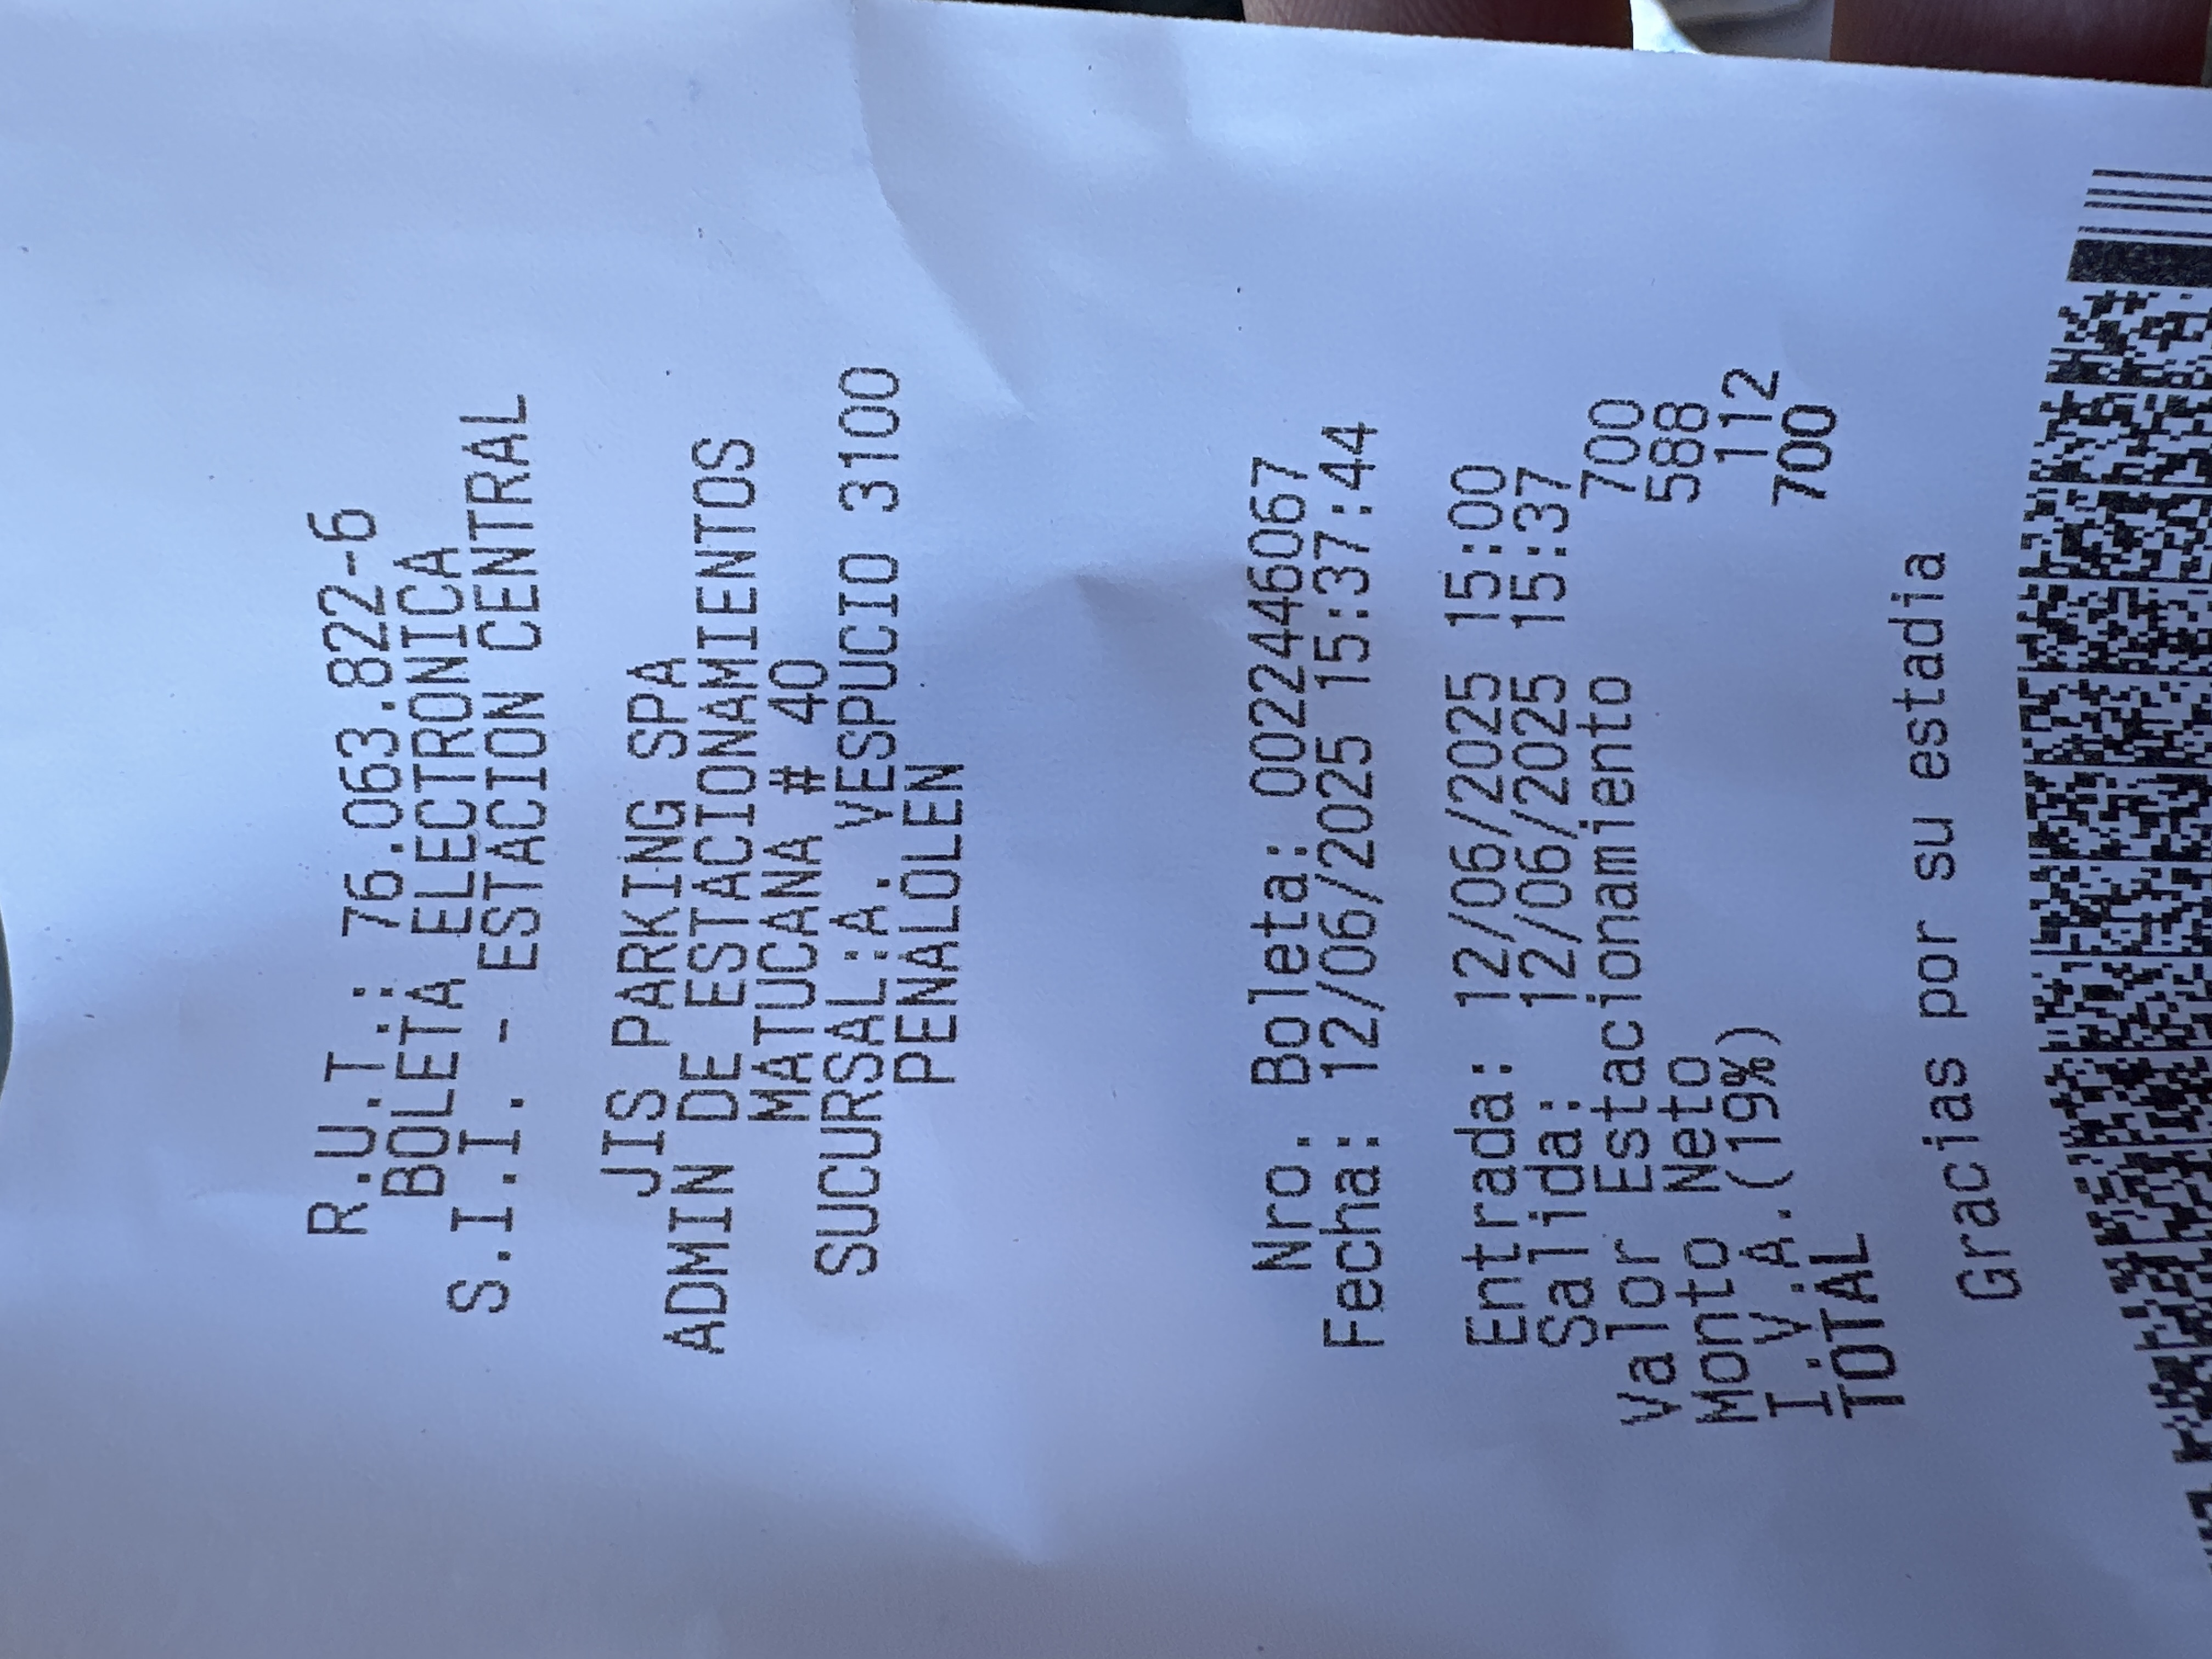 R.U.T.: 76.063.822-6
BOLETA ELECTRONICA
S.I.I. - ESTACION CENTRAL
JIS PARKING SPA
ADMIN DE ESTACIONAMIENTOS
MATUCANA # 40
SUCURSAL:A. VESPUCIO 3100
PENALOLEN
Nro. Boleta: 0022446067
Fecha: 12/06/2025 15:37:44
Entrada: 12/06/2025 15:00
Salida: 12/06/2025 15:37
Valor Estacionamiento 700
Monto Neto 588
I.V.A.(19%) 112
TOTAL 700
Gracias por su estadia